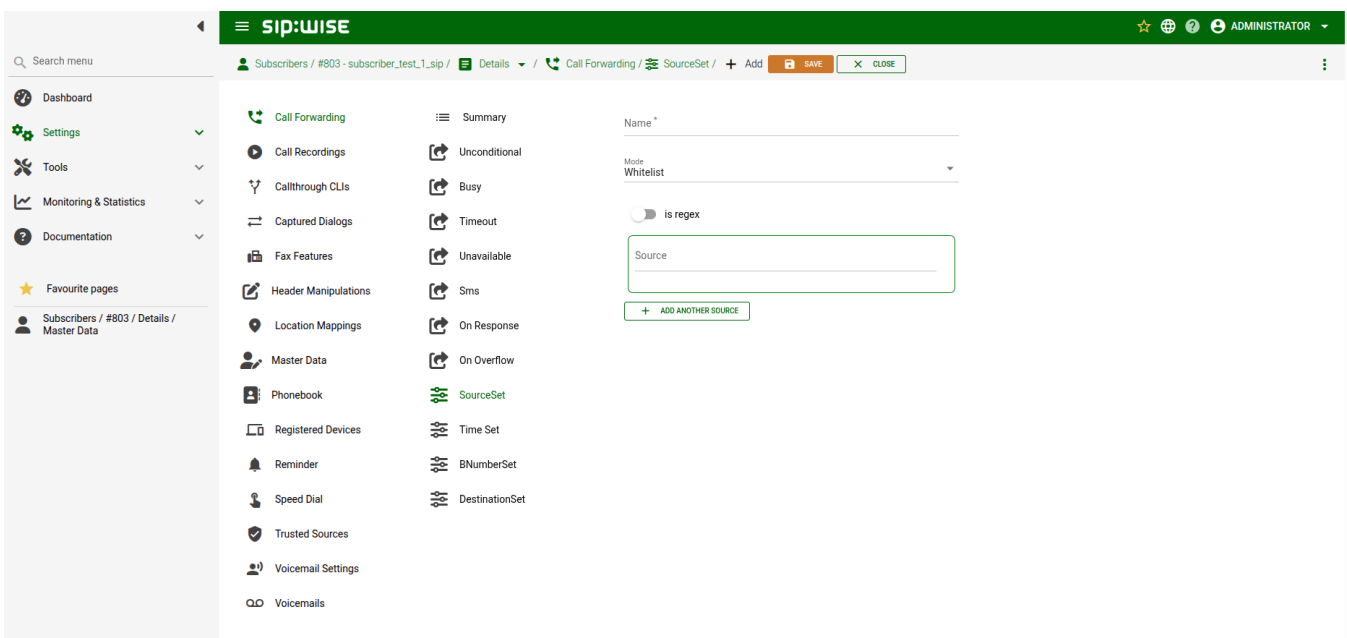 sip:wise
ADMINISTRATOR
Search menu
Subscribers / #803 - subscriber_test_1_sip / Details / Call Forwarding / SourceSet / + Add SAVE CLOSE
Dashboard
Settings
Tools
Monitoring & Statistics
Documentation
Favourite pages
Subscribers / #803 / Details /
Master Data
Call Forwarding
Call Recordings
Callthrough CLIs
Captured Dialogs
Fax Features
Header Manipulations
Location Mappings
Master Data
Phonebook
Registered Devices
Reminder
Speed Dial
Trusted Sources
Voicemail Settings
Voicemails
Summary
Unconditional
Busy
Timeout
Unavailable
Sms
On Response
On Overflow
SourceSet
Time Set
BNumberSet
DestinationSet
Name *
Mode
Whitelist
is regex
Source
+ ADD ANOTHER SOURCE